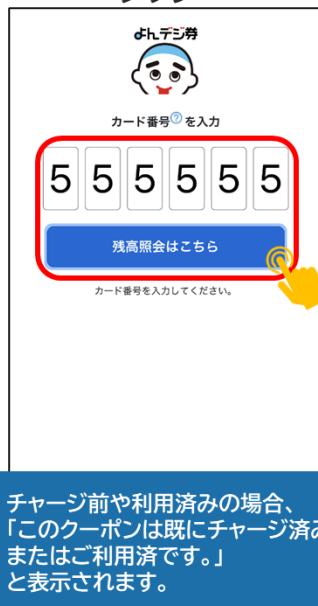 よんデジ券
カード番号?を入力
5 5 5 5 5 5
残高照会はこちら
カード番号を入力してください。
チャージ前や利用済みの場合、
「このクーポンは既にチャージ済み
またはご利用済です。」
と表示されます。